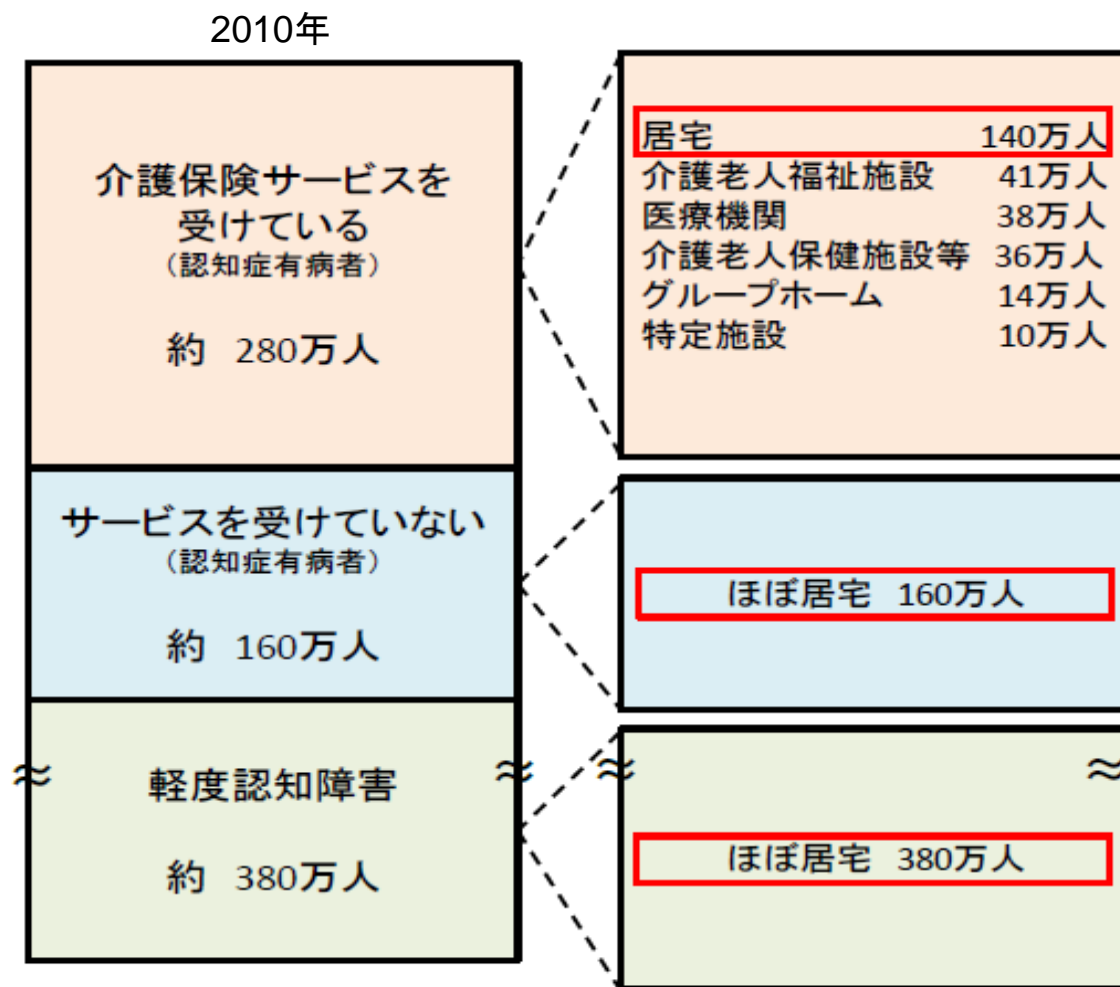 2010年
介護保険サービスを
受けている
（認知症有病者）
約 280万人
居宅 140万人
介護老人福祉施設 41万人
医療機関 38万人
介護老人保健施設等 36万人
グループホーム 14万人
特定施設 10万人
サービスを受けていない
（認知症有病者）
約 160万人
ほぼ居宅 160万人
軽度認知障害
約 380万人
ほぼ居宅 380万人